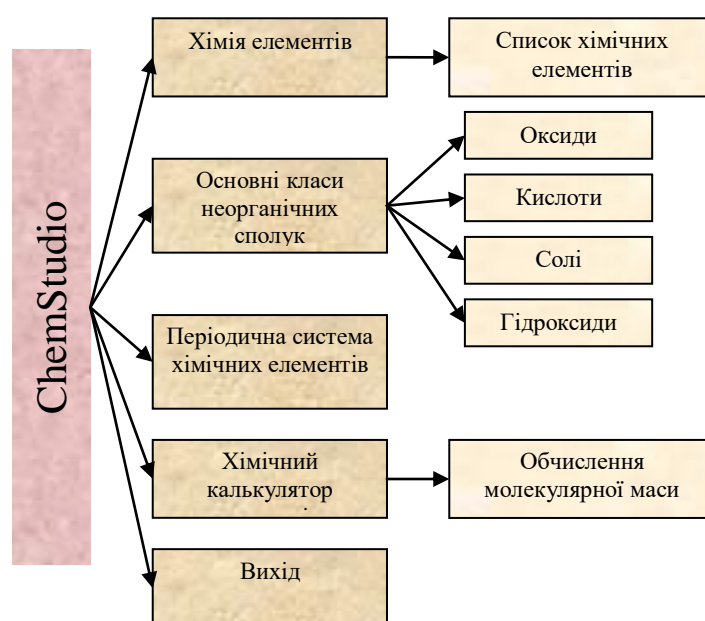 ChemStudio
Хімія елементів
Список хімічних
елементів
Основні класи
неорганічних
сполук
Оксиди
Кислоти
Солі
Гідроксиди
Періодична система
хімічних елементів
Хімічний
калькулятор
Обчислення
молекулярної маси
Вихід